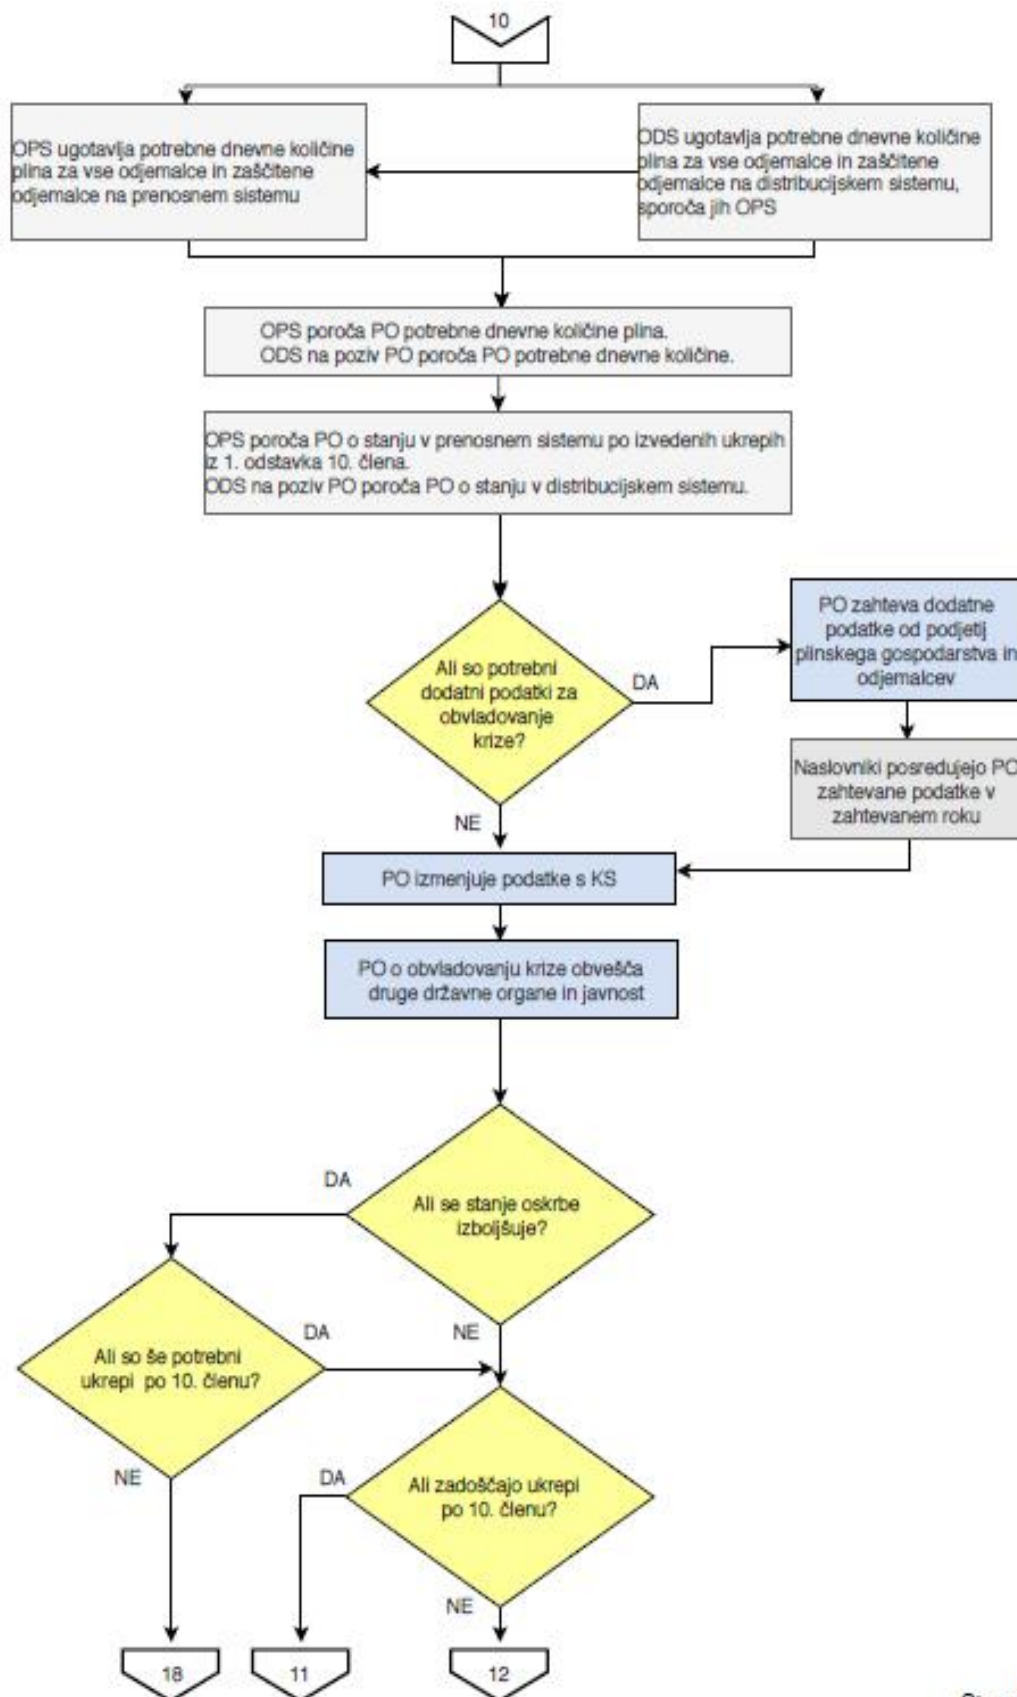 10
OPS ugotavlja potrebne dnevne količine
plina za vse odjemalce in zaščitene
odjemalce na prenosnem sistemu
ODS ugotavlja potrebne dnevne količine
plina za vse odjemalce in zaščitene
odjemalce na distribucijskem sistemu,
sporoča jih OPS
OPS poroča PO potrebne dnevne količine plina.
ODS na poziv PO poroča PO potrebne dnevne količine.
OPS poroča PO o stanju v prenosnem sistemu po izvedenih ukrepih
iz 1. odstavka 10. člena.
ODS na poziv PO poroča PO o stanju v distribucijskem sistemu.
Ali so potrebni
dodatni podatki za
obvladovanje
krize?
DA
PO zahteva dodatne
podatke od podjetij
plinskega gospodarstva in
odjemalcev
Naslovniki posredujejo PO
zahtevane podatke v
zahtevanem roku
NE
PO izmenjuje podatke s KS
PO o obvladovanju krize obvešča
druge državne organe in javnost
DA
Ali se stanje oskrbe
izboljšuje?
NE
DA
Ali so še potrebni
ukrepi po 10. členu?
NE
DA
Ali zadoščajo ukrepi
po 10. členu?
NE
18
11
12